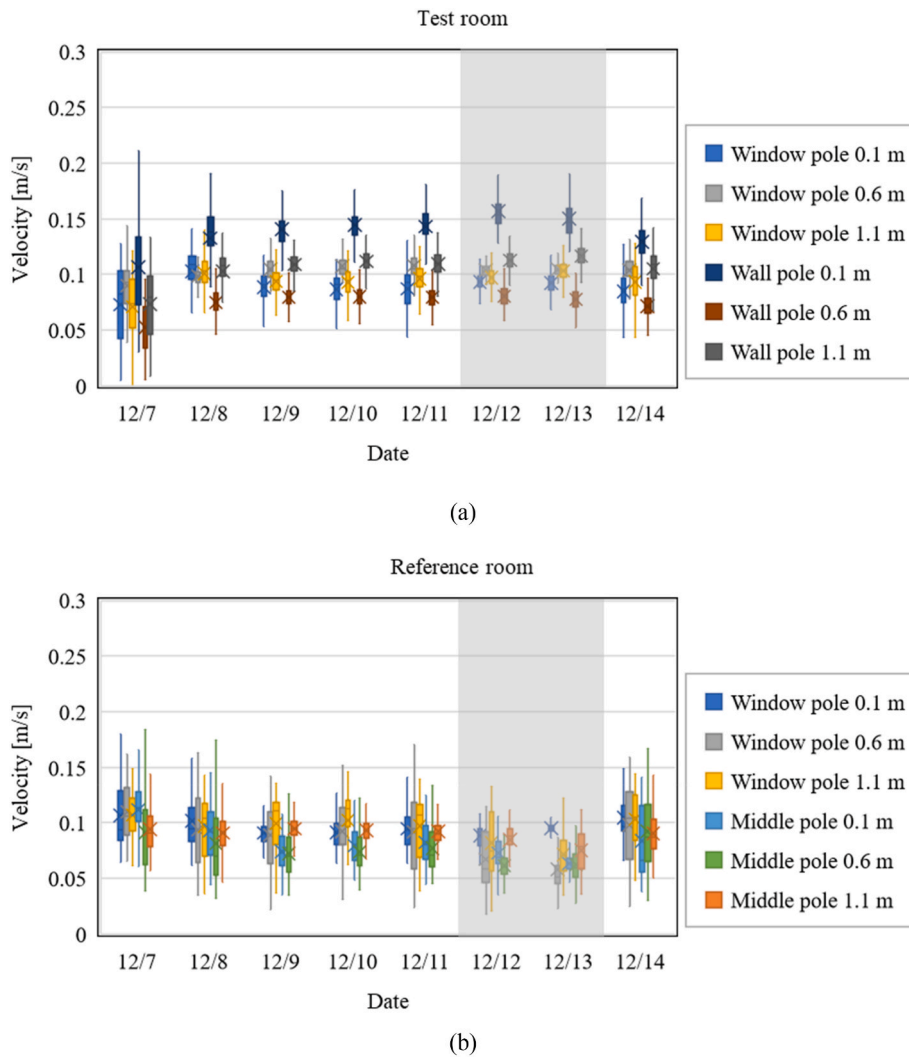 Test room
0.3
0.25
0.2
0.15
0.1
0.05
0
Velocity [m/s]
12/7 12/8 12/9 12/10 12/11 12/12 12/13 12/14
Date
Window pole 0.1 m
Window pole 0.6 m
Window pole 1.1 m
Wall pole 0.1 m
Wall pole 0.6 m
Wall pole 1.1 m
(a)
Reference room
0.3
0.25
0.2
0.15
0.1
0.05
0
Velocity [m/s]
12/7 12/8 12/9 12/10 12/11 12/12 12/13 12/14
Date
Window pole 0.1 m
Window pole 0.6 m
Window pole 1.1 m
Middle pole 0.1 m
Middle pole 0.6 m
Middle pole 1.1 m
(b)